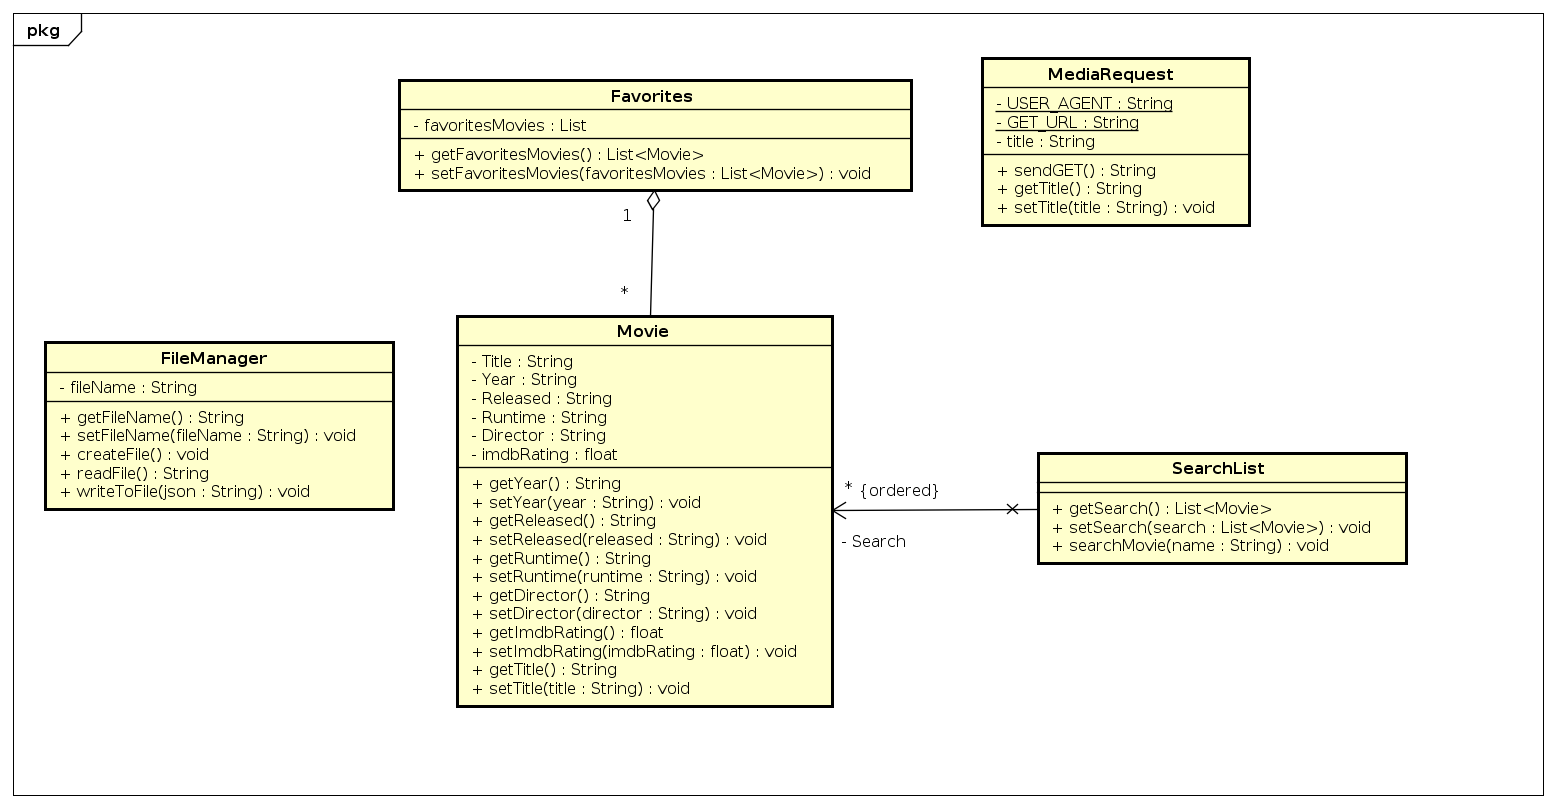 pkg
Favorites
- favoritesMovies : List
+ getFavoritesMovies() : List<Movie>
+ setFavoritesMovies(favoritesMovies : List<Movie>) : void
MediaRequest
- USER_AGENT : String
- GET_URL : String
- title : String
+ sendGET() : String
+ getTitle() : String
+ setTitle(title : String) : void
1
*
FileManager
- fileName : String
+ getFileName() : String
+ setFileName(fileName : String) : void
+ createFile() : void
+ readFile() : String
+ writeToFile(json : String) : void
Movie
- Title : String
- Year : String
- Released : String
- Runtime : String
- Director : String
- imdbRating : float
+ getYear() : String
+ setYear(year : String) : void
+ getReleased() : String
+ setReleased(released : String) : void
+ getRuntime() : String
+ setRuntime(runtime : String) : void
+ getDirector() : String
+ setDirector(director : String) : void
+ getImdbRating() : float
+ setImdbRating(imdbRating : float) : void
+ getTitle() : String
+ setTitle(title : String) : void
* {ordered}
- Search
SearchList
+ getSearch() : List<Movie>
+ setSearch(search : List<Movie>) : void
+ searchMovie(name : String) : void